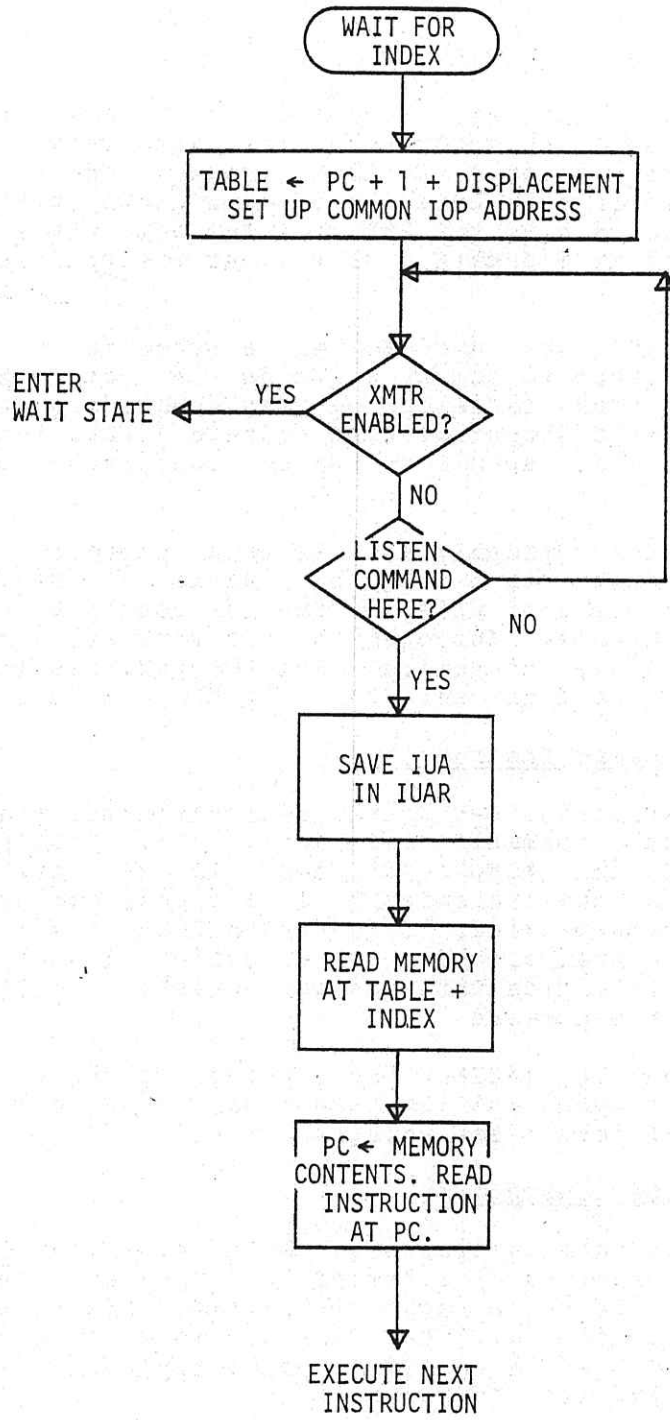 WAIT FOR
INDEX
TABLE ← PC + 1 + DISPLACEMENT
SET UP COMMON IOP ADDRESS
ENTER
WAIT STATE
YES
XMTR
ENABLED?
NO
LISTEN
COMMAND
HERE?
NO
YES
SAVE IUA
IN IUAR
READ MEMORY
AT TABLE +
INDEX
PC ← MEMORY
CONTENTS. READ
INSTRUCTION
AT PC.
EXECUTE NEXT
INSTRUCTION